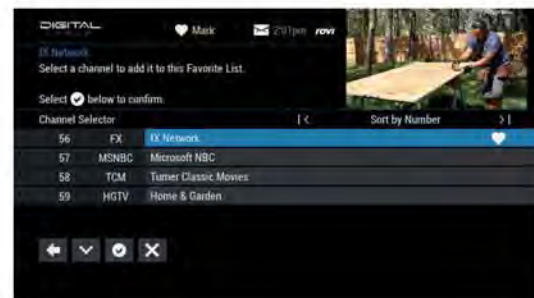 DIGITAL
Mark 2:01pm rovi
FX Network
Select a channel to add it to this Favorite List.
Select below to confirm.
Channel Selector Sort by Number
56 FX FX Network
57 MSNBC Microsoft NBC
58 TCM Turner Classic Movies
59 HGTV Home & Garden